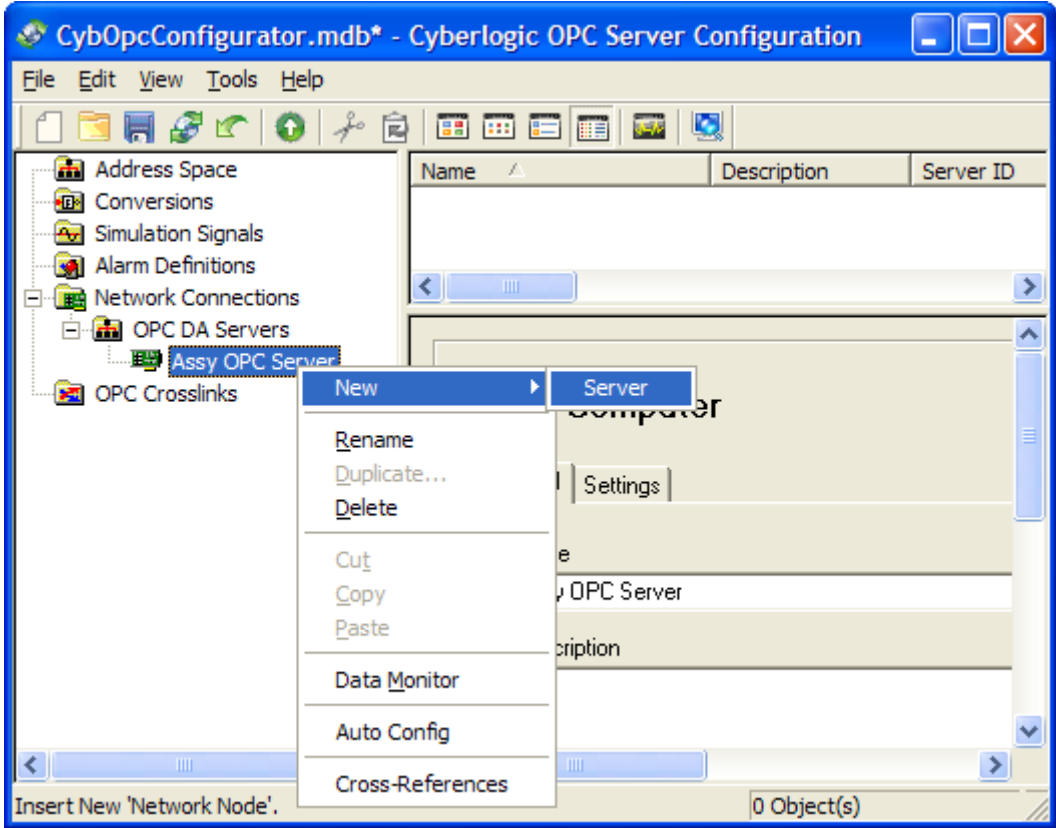 CybOpcConfigurator.mdb* - Cyberlogic OPC Server Configuration
File Edit View Tools Help
Address Space
Conversions
Simulation Signals
Alarm Definitions
Network Connections
OPC DA Servers
Assy OPC Server
OPC Crosslinks
Name Description Server ID
New
Server
Rename
Duplicate...
Delete
Cut
Copy
Paste
Data Monitor
Auto Config
Cross-References
Computer
Settings
e
y OPC Server
cription
Insert New 'Network Node'.
0 Object(s)